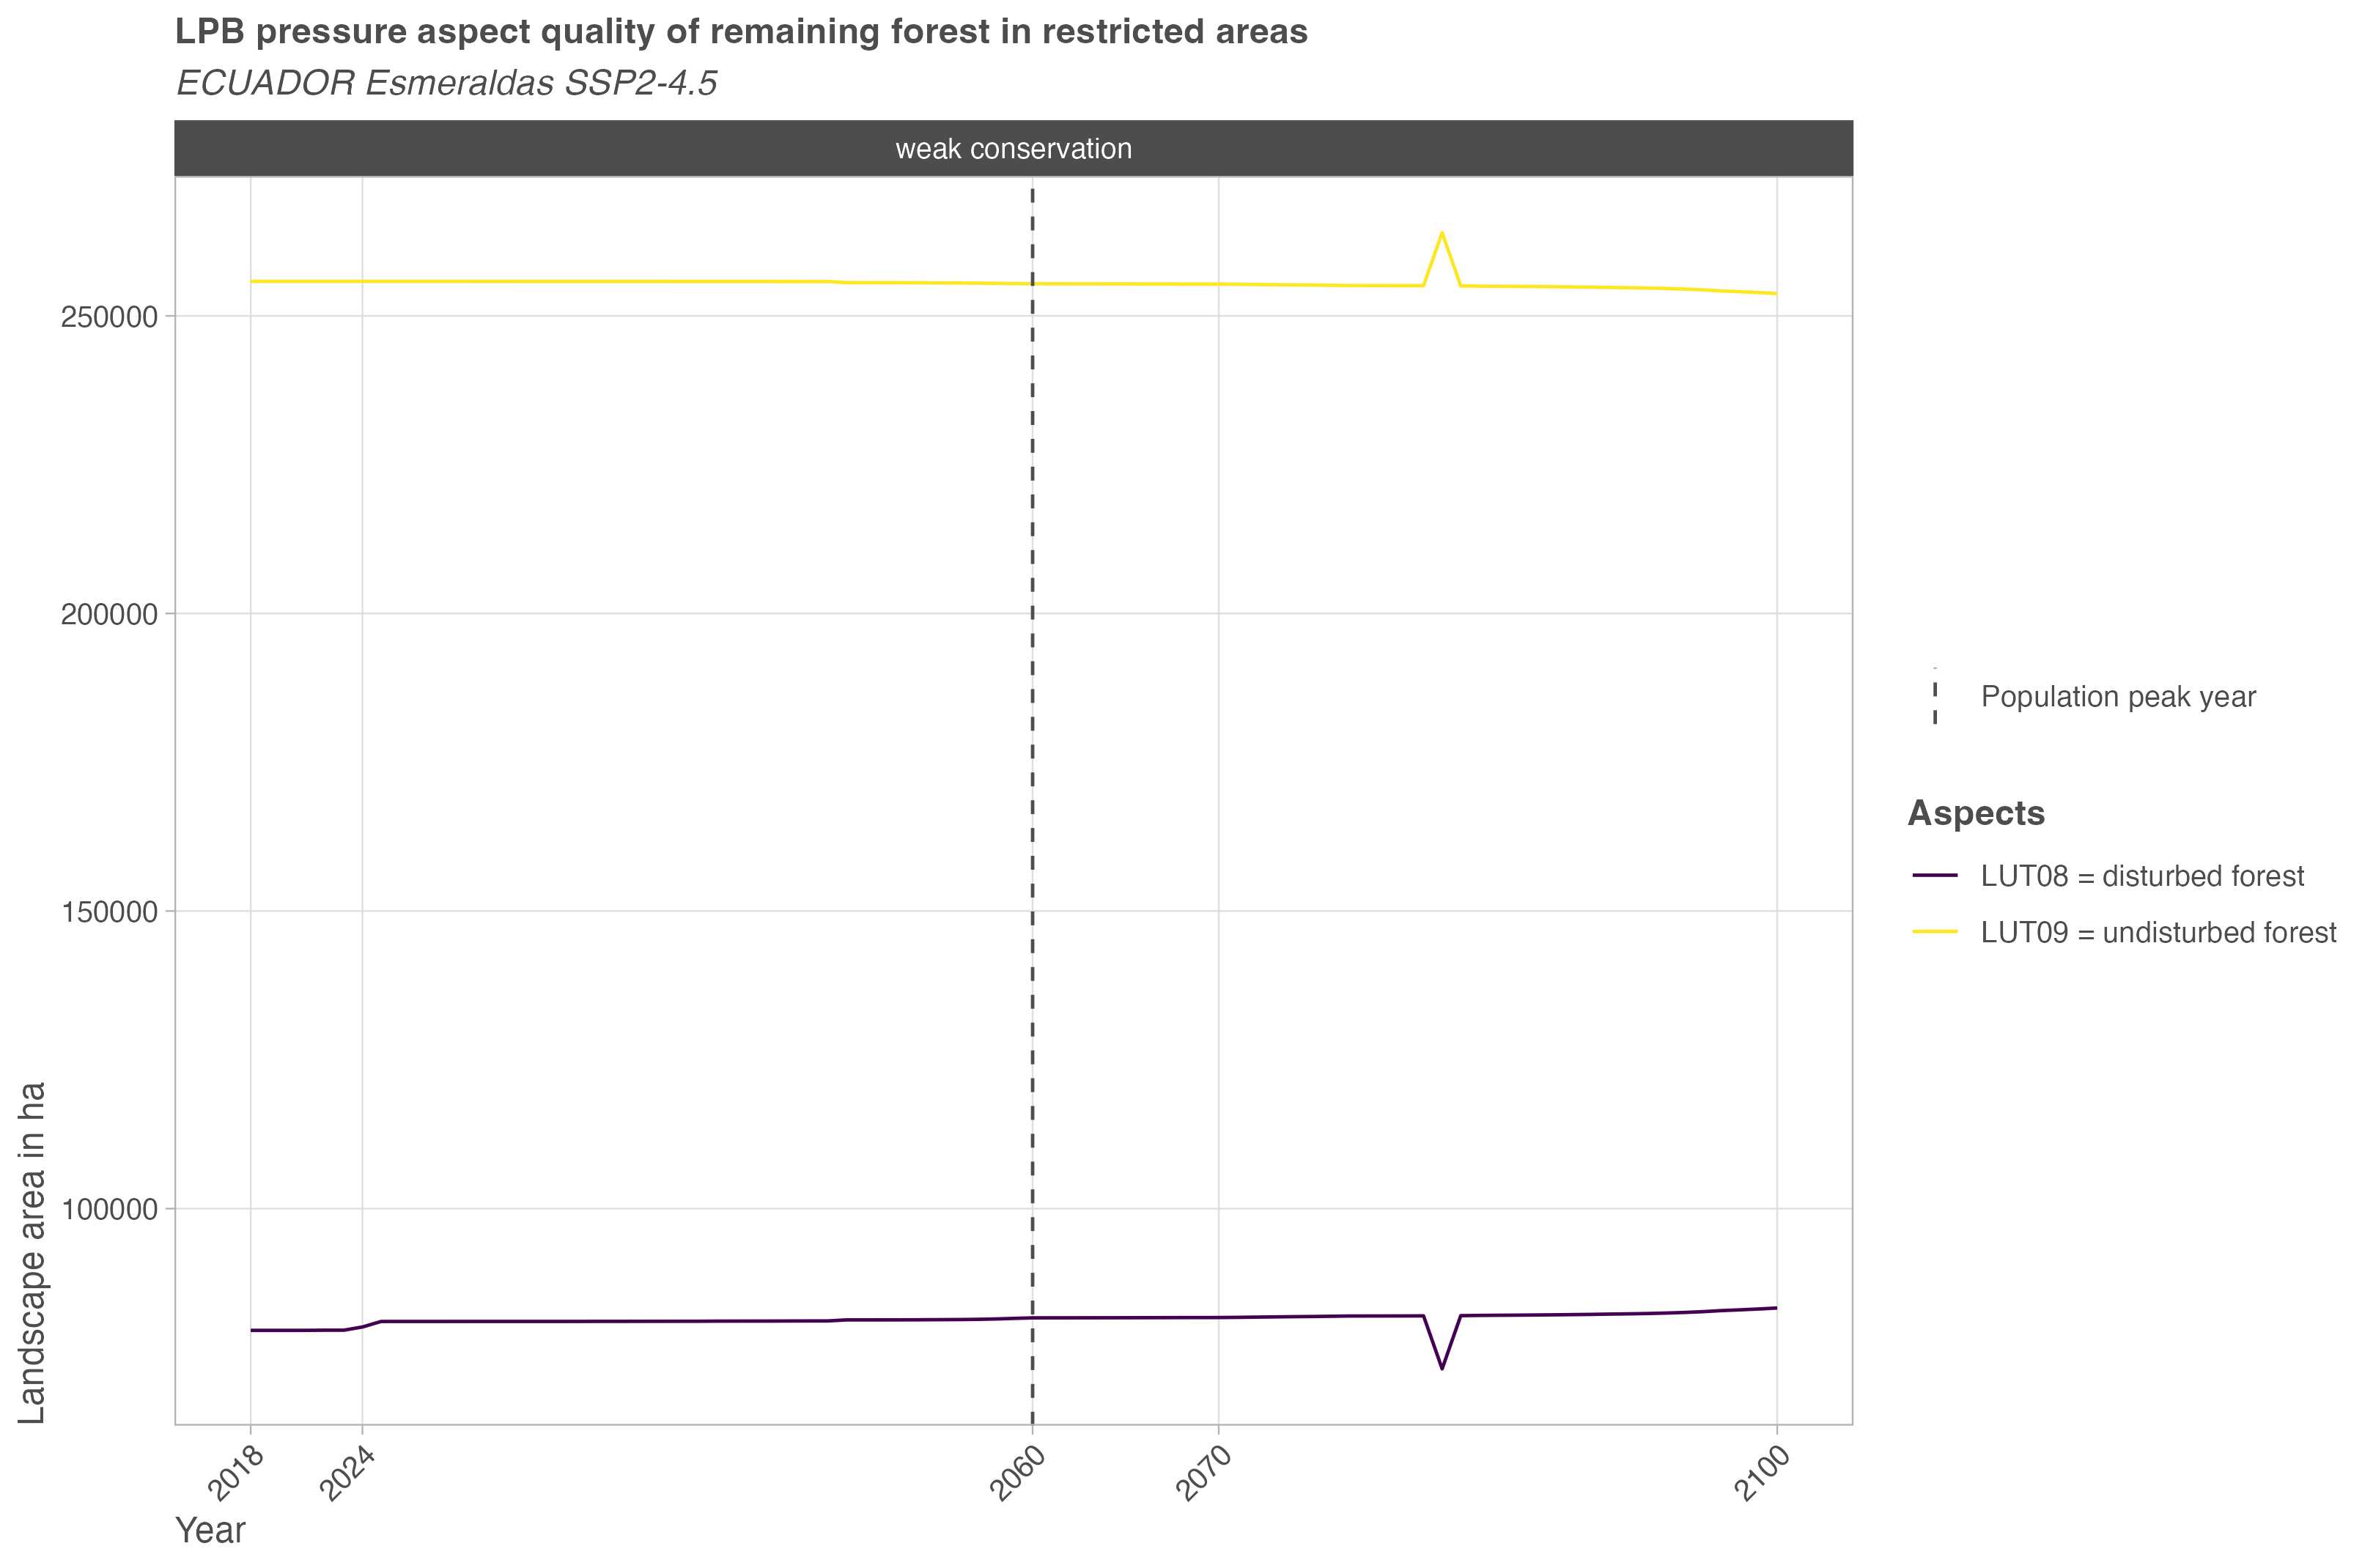 LPB pressure aspect quality of remaining forest in restricted areas
ECUADOR Esmeraldas SSP2-4.5
weak conservation
250000
200000
150000
100000
Landscape area in ha
2018
2024
2060
2070
2100
Year
Population peak year
Aspects
LUT08 = disturbed forest
LUT09 = undisturbed forest